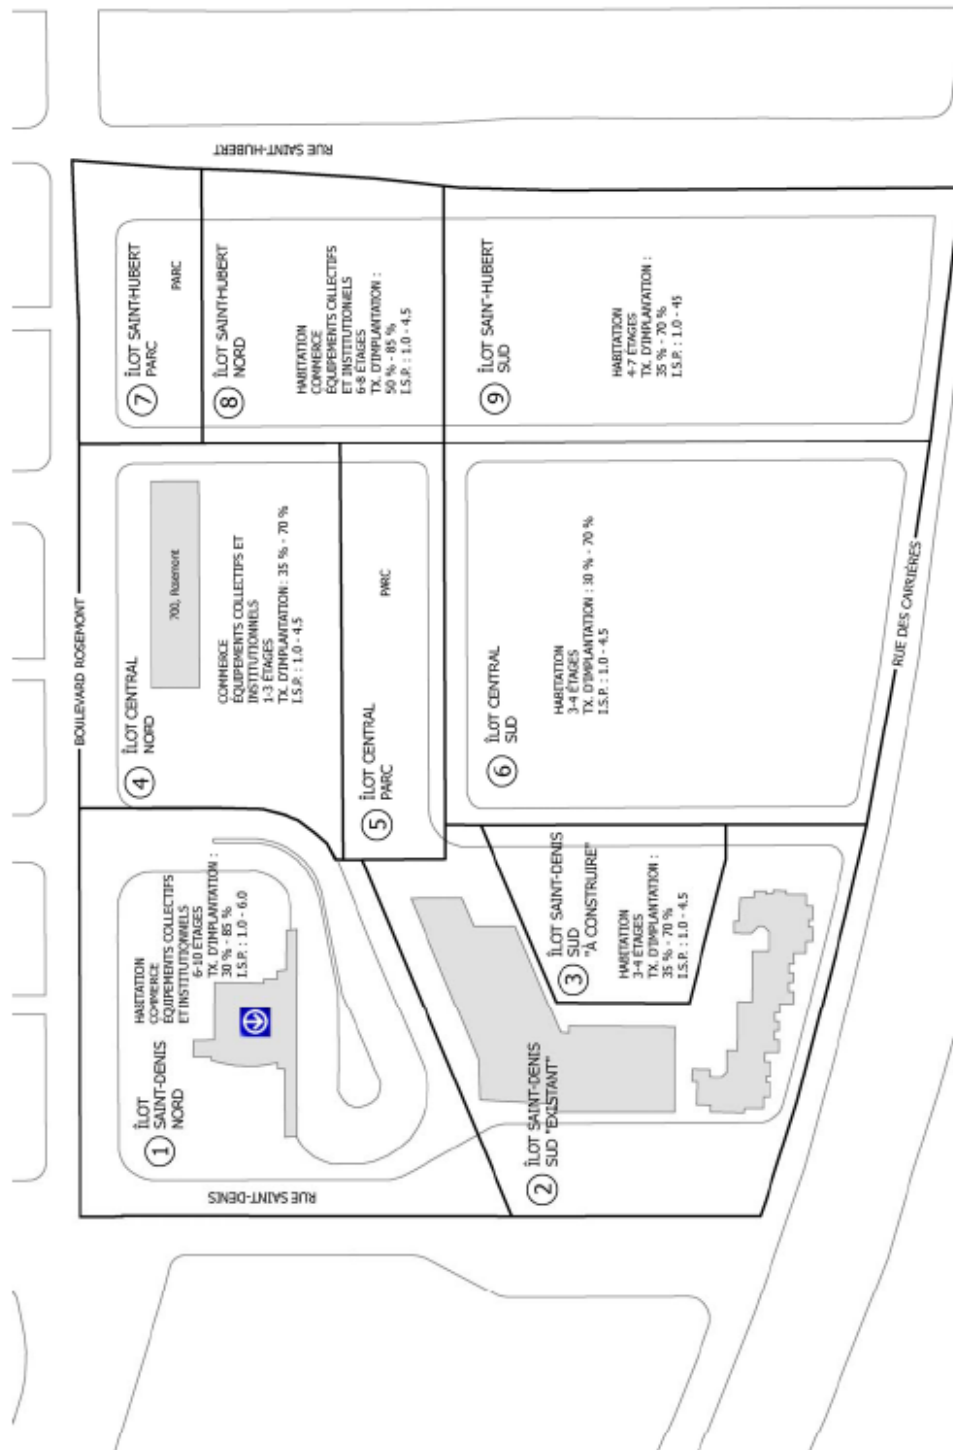 BOULEVARD ROSEMONT
RUE SAINT-DENIS
RUE SAINT-HUBERT
RUE DES CARRIÈRES
1
ÎLOT
SAINT-DENIS
NORD
HABITATION
COMMERCE
ÉQUIPEMENTS COLLECTIFS
ET INSTITUTIONNELS
6-10 ÉTAGES
TX. D'IMPLANTATION :
30 % - 85 %
I.S.P. : 1.0 - 6.0
2
ÎLOT SAINT-DENIS
SUD "EXISTANT"
3
ÎLOT SAINT-DENIS
SUD
"À CONSTRUIRE"
HABITATION
3-4 ÉTAGES
TX. D'IMPLANTATION :
35 % - 70 %
I.S.P. : 1.0 - 4.5
4
ÎLOT CENTRAL
NORD
700, Rosemont
COMMERCE
ÉQUIPEMENTS COLLECTIFS ET
INSTITUTIONNELS
1-3 ÉTAGES
TX. D'IMPLANTATION : 35 % - 70 %
I.S.P. : 1.0 - 4.5
5
ÎLOT CENTRAL
PARC
PARC
6
ÎLOT CENTRAL
SUD
HABITATION
3-4 ÉTAGES
TX. D'IMPLANTATION : 30 % - 70 %
I.S.P. : 1.0 - 4.5
7
ÎLOT SAINT-HUBERT
PARC
PARC
8
ÎLOT SAINT-HUBERT
NORD
HABITATION
COMMERCE
ÉQUIPEMENTS COLLECTIFS
ET INSTITUTIONNELS
6-8 ÉTAGES
TX. D'IMPLANTATION :
50 % - 85 %
I.S.P. : 1.0 - 4.5
9
ÎLOT SAINT-HUBERT
SUD
HABITATION
4-7 ÉTAGES
TX. D'IMPLANTATION :
35 % - 70 %
I.S.P. : 1.0 - 45